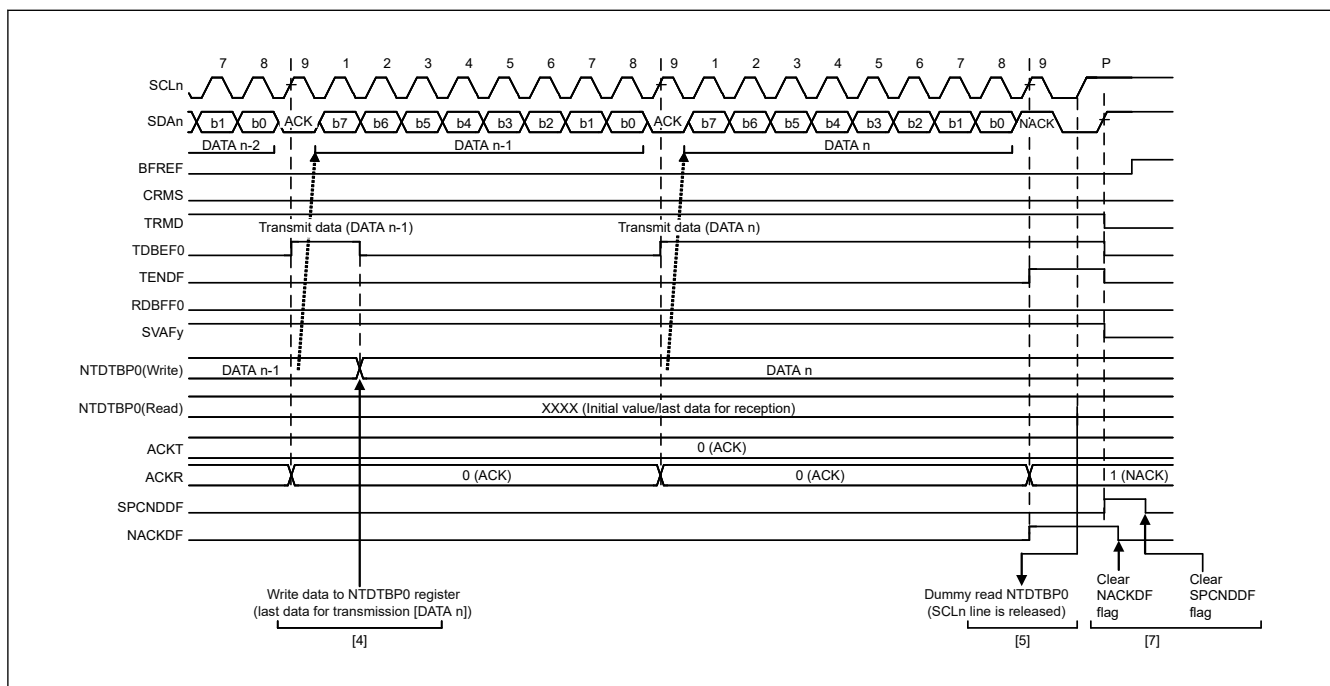 7 8 9 1 2 3 4 5 6 7 8 9 1 2 3 4 5 6 7 8 9 P
SCLn
SDAn b1 b0 ACK b7 b6 b5 b4 b3 b2 b1 b0 ACK b7 b6 b5 b4 b3 b2 b1 b0 NACK
DATA n-2 DATA n-1 DATA n
BFREF
CRMS
TRMD
Transmit data (DATA n-1) Transmit data (DATA n)
TDBEF0
TENDF
RDBFF0
SVAFy
NTDTBP0(Write) DATA n-1 DATA n
NTDTBP0(Read) XXXX (Initial value/last data for reception)
ACKT 0 (ACK)
ACKR 0 (ACK) 0 (ACK) 1 (NACK)
SPCNDDF
NACKDF
Write data to NTDTBP0 register
(last data for transmission [DATA n])
[4]
Dummy read NTDTBP0
(SCLn line is released)
[5]
Clear
NACKDF
flag
Clear
SPCNDDF
flag
[7]